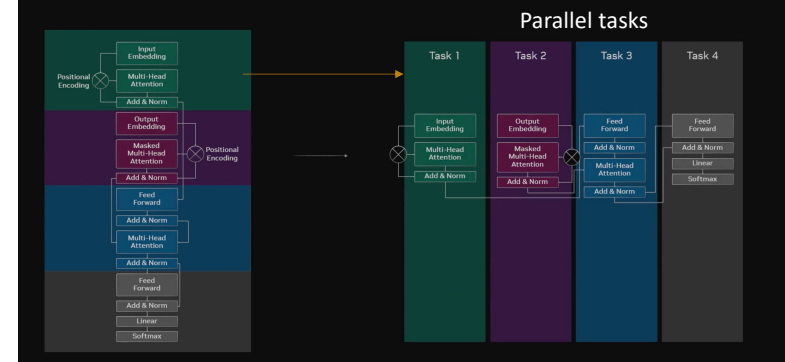 Parallel tasks
Input
Embedding
Positional
Encoding
Multi-Head
Attention
Add & Norm
Output
Embedding
Masked
Multi-Head
Attention
Positional
Encoding
Add & Norm
Feed
Forward
Add & Norm
Multi-Head
Attention
Add & Norm
Feed
Forward
Add & Norm
Linear
Softmax
Task 1
Input
Embedding
Multi-Head
Attention
Add & Norm
Task 2
Output
Embedding
Masked
Multi-Head
Attention
Add & Norm
Task 3
Feed
Forward
Add & Norm
Multi-Head
Attention
Add & Norm
Task 4
Feed
Forward
Add & Norm
Linear
Softmax